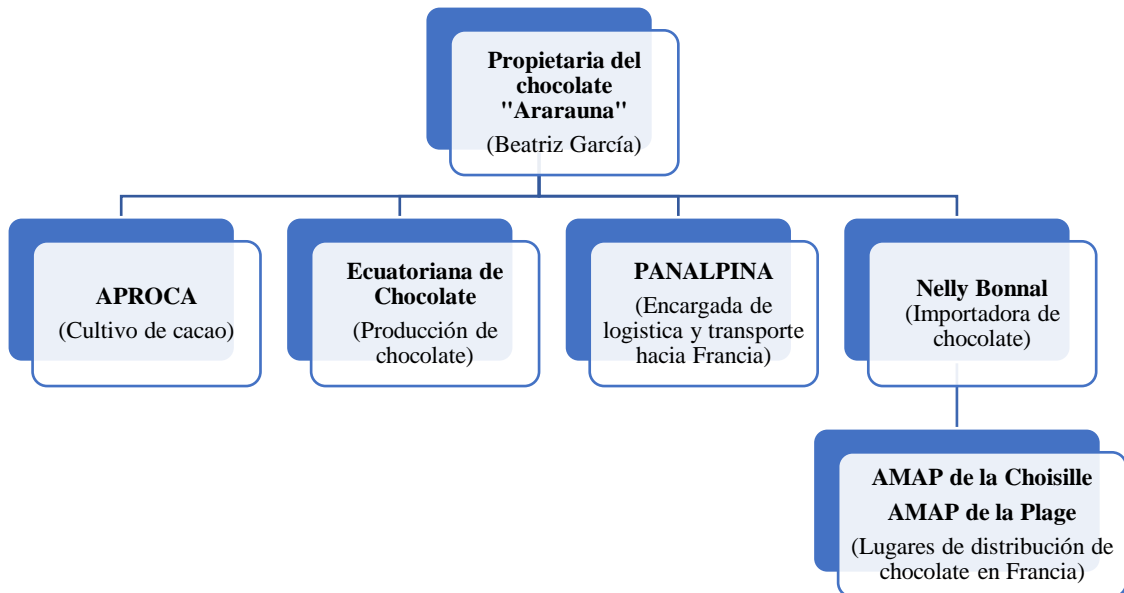 Propietaria del
chocolate
"Ararauna"
(Beatriz García)
APROCA
(Cultivo de cacao)
Ecuatoriana de
Chocolate
(Producción de
chocolate)
PANALPINA
(Encargada de
logistica y transporte
hacia Francia)
Nelly Bonnal
(Importadora de
chocolate)
AMAP de la Choisille
AMAP de la Plage
(Lugares de distribución de
chocolate en Francia)